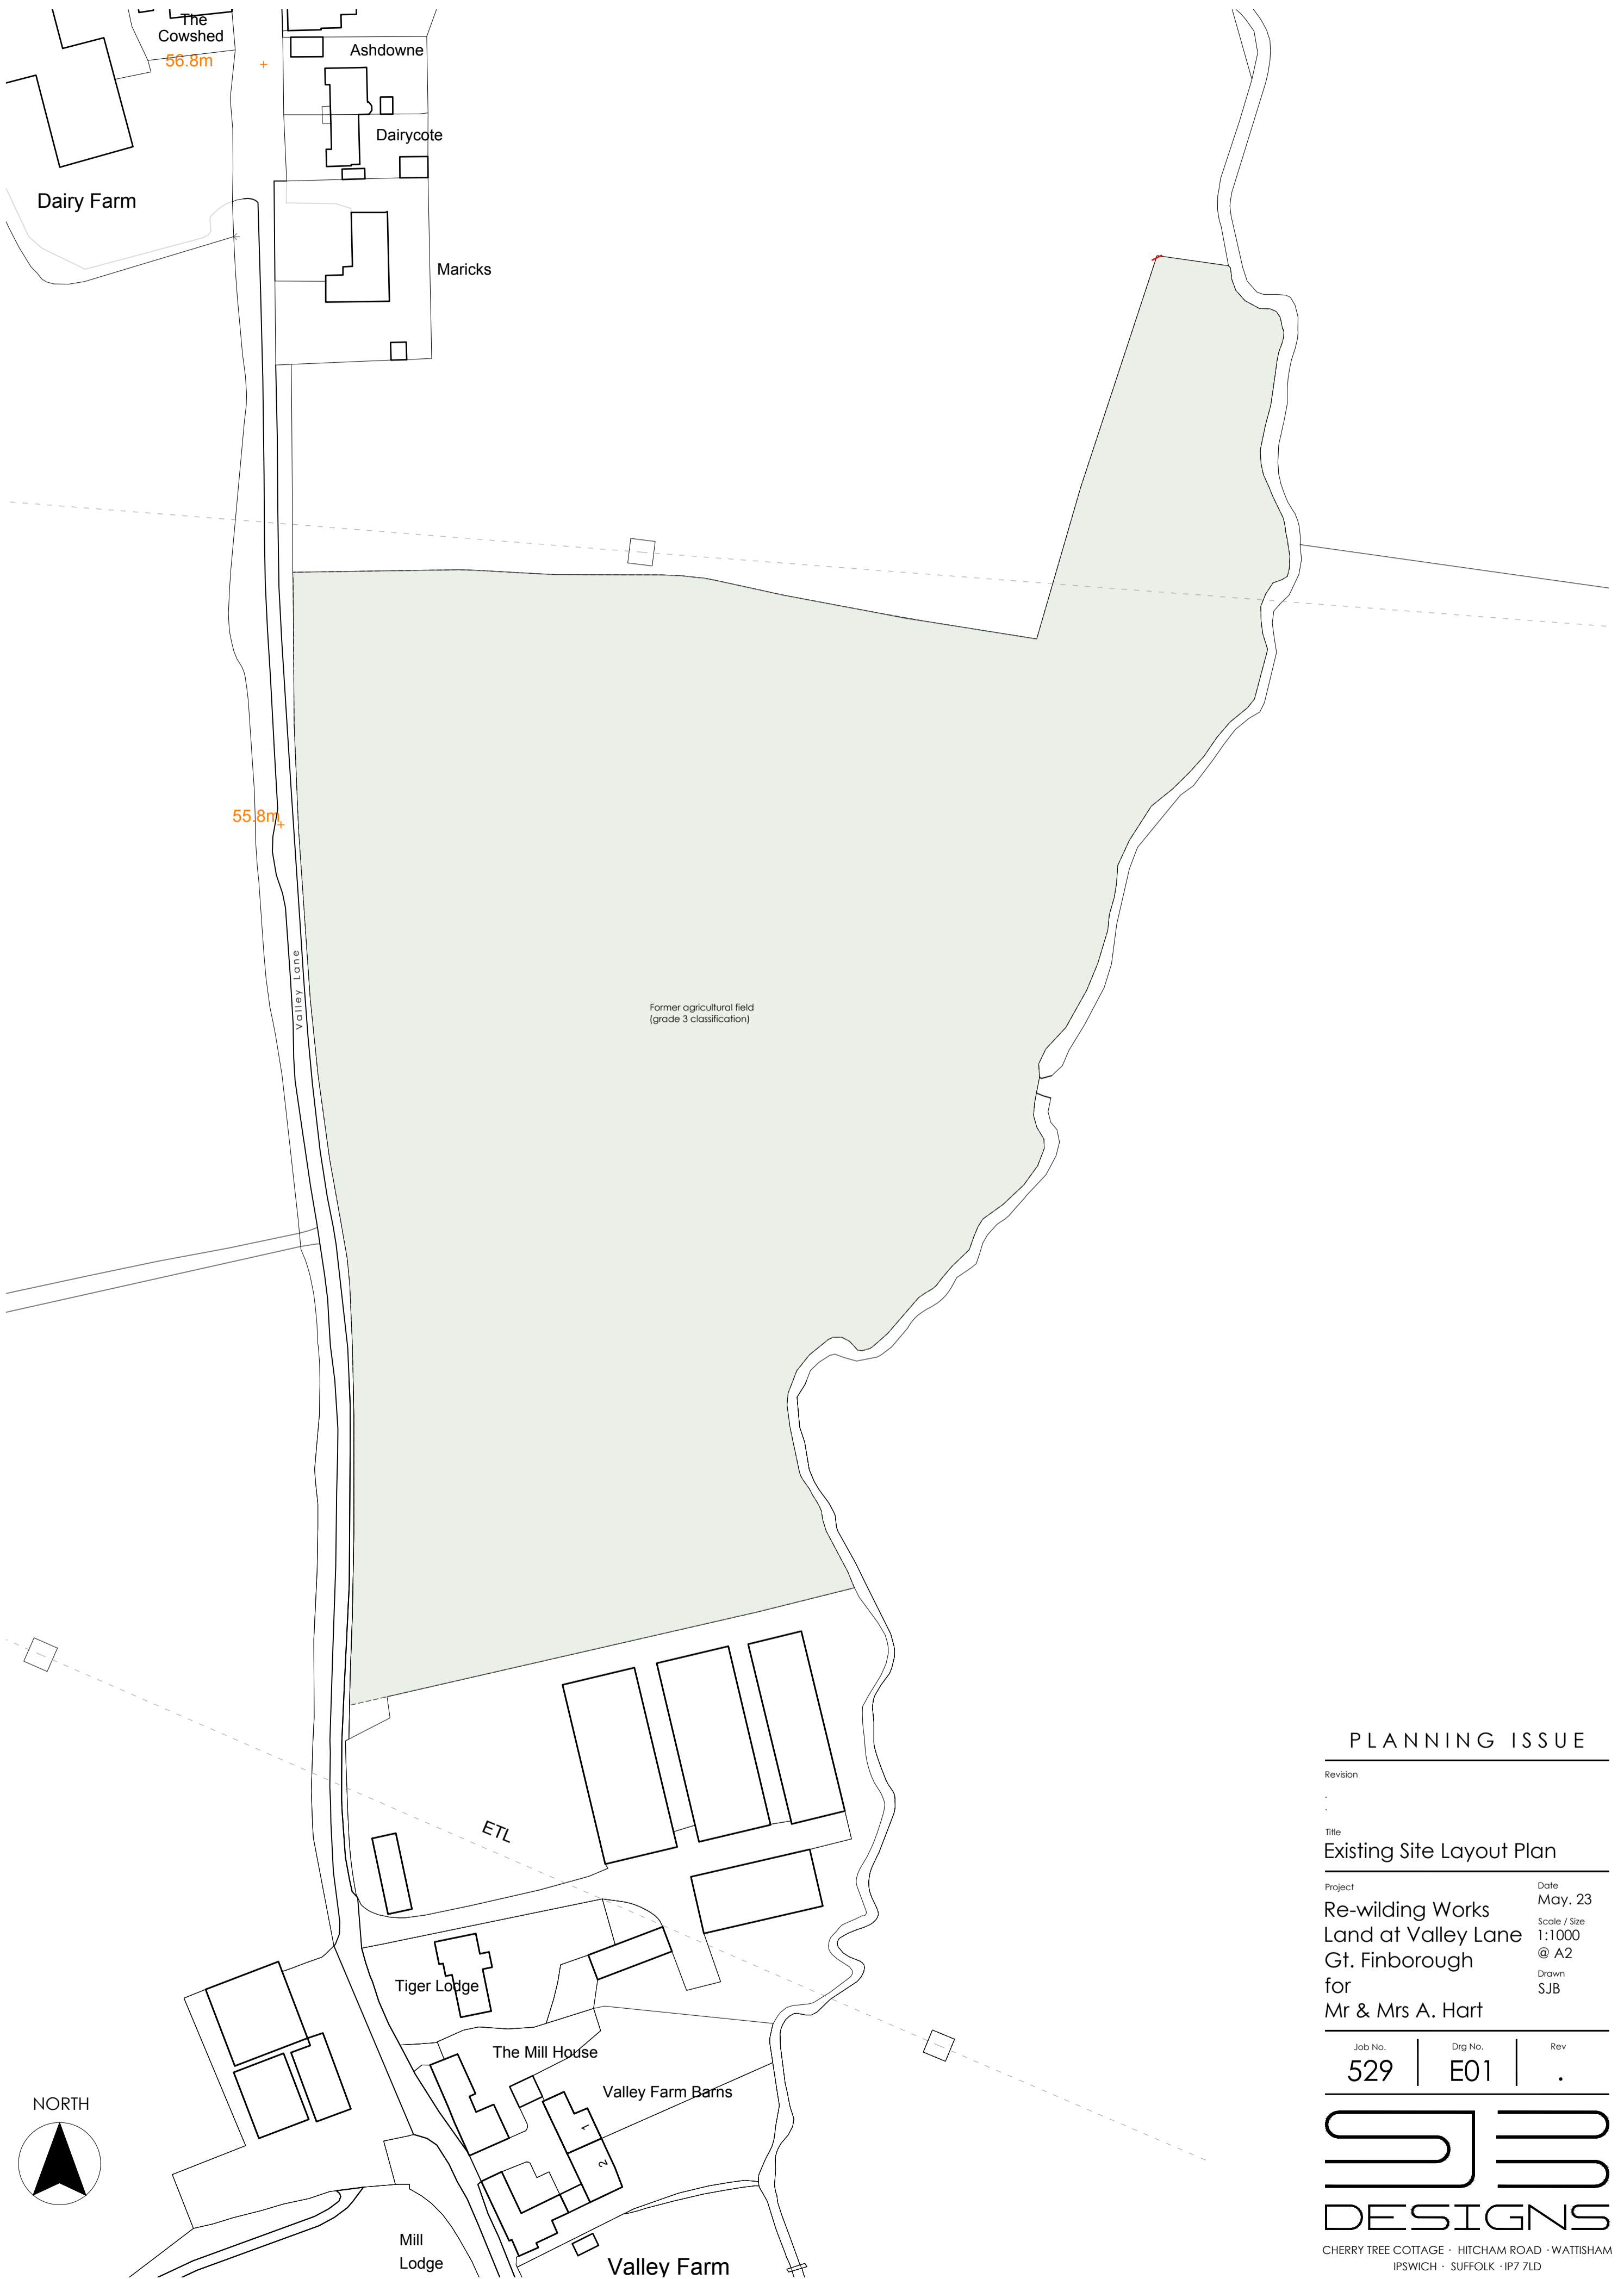 The
Cowshed
56.8m
Ashdowne
Dairycote
Dairy Farm
Maricks
55.8m
Valley Lane
Former agricultural field
(grade 3 classification)
ETL
Tiger Lodge
The Mill House
Valley Farm Barns
1
2
Mill
Lodge
Valley Farm
NORTH
PLANNING ISSUE
Revision
.
.
Title
Existing Site Layout Plan
Project
Re-wilding Works
Land at Valley Lane
Gt. Finborough
for
Mr & Mrs A. Hart
Date
May. 23
Scale / Size
1:1000
@ A2
Drawn
SJB
Job No.
529
Drg No.
E01
Rev
.
SJB
DESIGNS
CHERRY TREE COTTAGE · HITCHAM ROAD · WATTISHAM
IPSWICH · SUFFOLK · IP7 7LD